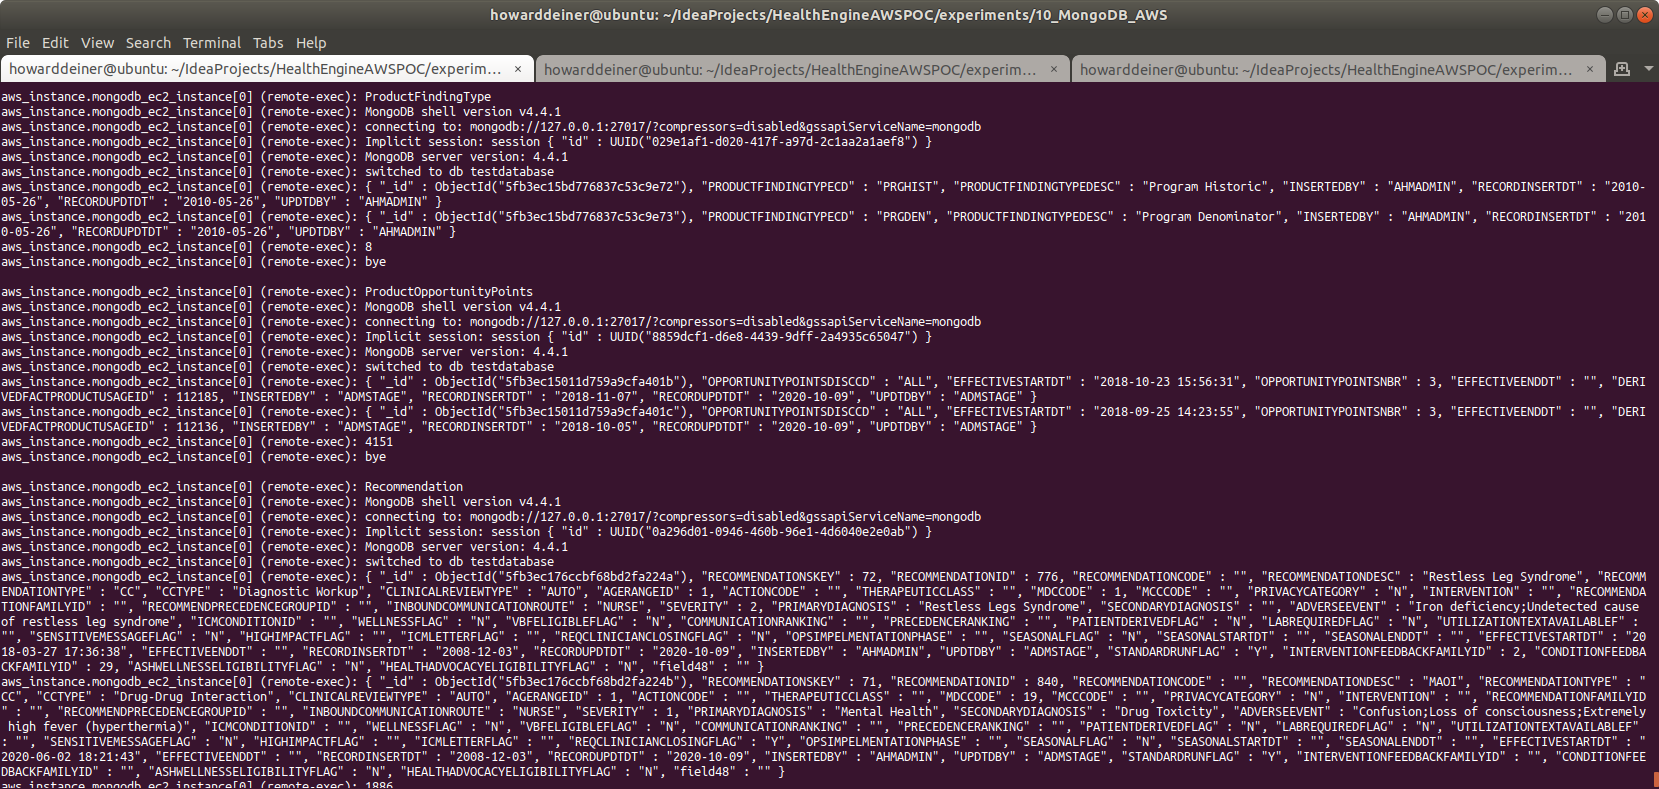 howarddeiner@ubuntu: ~/IdeaProjects/HealthEngineAWSPOC/experiments/10_MongoDB_AWS
File Edit View Search Terminal Tabs Help
howarddeiner@ubuntu: ~/IdeaProjects/HealthEngineAWSPOC/experim... × howarddeiner@ubuntu: ~/IdeaProjects/HealthEngineAWSPOC/experim... × howarddeiner@ubuntu: ~/IdeaProjects/HealthEngineAWSPOC/experim... ×
aws_instance.mongodb_ec2_instance[0] (remote-exec): ProductFindingType
aws_instance.mongodb_ec2_instance[0] (remote-exec): MongoDB shell version v4.4.1
aws_instance.mongodb_ec2_instance[0] (remote-exec): connecting to: mongodb://127.0.0.1:27017/?compressors=disabled&gssapiServiceName=mongodb
aws_instance.mongodb_ec2_instance[0] (remote-exec): Implicit session: session { "id" : UUID("029e1af1-d020-417f-a97d-2c1aa2a1aef8") }
aws_instance.mongodb_ec2_instance[0] (remote-exec): MongoDB server version: 4.4.1
aws_instance.mongodb_ec2_instance[0] (remote-exec): switched to db testdatabase
aws_instance.mongodb_ec2_instance[0] (remote-exec): { "_id" : ObjectId("5fb3ec15bd776837c53c9e72"), "PRODUCTFINDINGTYPECD" : "PRGHIST", "PRODUCTFINDINGTYPEDESC" : "Program Historic", "INSERTEDBY" : "AHMADMIN", "RECORDINSERTDT" : "2010-
05-26", "RECORDUPDTDT" : "2010-05-26", "UPDTDBY" : "AHMADMIN" }
aws_instance.mongodb_ec2_instance[0] (remote-exec): { "_id" : ObjectId("5fb3ec15bd776837c53c9e73"), "PRODUCTFINDINGTYPECD" : "PRGDEN", "PRODUCTFINDINGTYPEDESC" : "Program Denominator", "INSERTEDBY" : "AHMADMIN", "RECORDINSERTDT" : "201
0-05-26", "RECORDUPDTDT" : "2010-05-26", "UPDTDBY" : "AHMADMIN" }
aws_instance.mongodb_ec2_instance[0] (remote-exec): 8
aws_instance.mongodb_ec2_instance[0] (remote-exec): bye
aws_instance.mongodb_ec2_instance[0] (remote-exec): ProductOpportunityPoints
aws_instance.mongodb_ec2_instance[0] (remote-exec): MongoDB shell version v4.4.1
aws_instance.mongodb_ec2_instance[0] (remote-exec): connecting to: mongodb://127.0.0.1:27017/?compressors=disabled&gssapiServiceName=mongodb
aws_instance.mongodb_ec2_instance[0] (remote-exec): Implicit session: session { "id" : UUID("8859dcf1-d6e8-4439-9dff-2a4935c65047") }
aws_instance.mongodb_ec2_instance[0] (remote-exec): MongoDB server version: 4.4.1
aws_instance.mongodb_ec2_instance[0] (remote-exec): switched to db testdatabase
aws_instance.mongodb_ec2_instance[0] (remote-exec): { "_id" : ObjectId("5fb3ec15011d759a9cfa401b"), "OPPORTUNITYPOINTSDISCCD" : "ALL", "EFFECTIVESTARTDT" : "2018-10-23 15:56:31", "OPPORTUNITYPOINTSNBR" : 3, "EFFECTIVEENDDT" : "", "DERI
VEDFACTPRODUCTUSAGEID" : 112185, "INSERTEDBY" : "ADMSTAGE", "RECORDINSERTDT" : "2018-11-07", "RECORDUPDTDT" : "2020-10-09", "UPDTDBY" : "ADMSTAGE" }
aws_instance.mongodb_ec2_instance[0] (remote-exec): { "_id" : ObjectId("5fb3ec15011d759a9cfa401c"), "OPPORTUNITYPOINTSDISCCD" : "ALL", "EFFECTIVESTARTDT" : "2018-09-25 14:23:55", "OPPORTUNITYPOINTSNBR" : 3, "EFFECTIVEENDDT" : "", "DERI
VEDFACTPRODUCTUSAGEID" : 112136, "INSERTEDBY" : "ADMSTAGE", "RECORDINSERTDT" : "2018-10-05", "RECORDUPDTDT" : "2020-10-09", "UPDTDBY" : "ADMSTAGE" }
aws_instance.mongodb_ec2_instance[0] (remote-exec): 4151
aws_instance.mongodb_ec2_instance[0] (remote-exec): bye
aws_instance.mongodb_ec2_instance[0] (remote-exec): Recommendation
aws_instance.mongodb_ec2_instance[0] (remote-exec): MongoDB shell version v4.4.1
aws_instance.mongodb_ec2_instance[0] (remote-exec): connecting to: mongodb://127.0.0.1:27017/?compressors=disabled&gssapiServiceName=mongodb
aws_instance.mongodb_ec2_instance[0] (remote-exec): Implicit session: session { "id" : UUID("0a296d01-0946-460b-96e1-4d6040e2e0ab") }
aws_instance.mongodb_ec2_instance[0] (remote-exec): MongoDB server version: 4.4.1
aws_instance.mongodb_ec2_instance[0] (remote-exec): switched to db testdatabase
aws_instance.mongodb_ec2_instance[0] (remote-exec): { "_id" : ObjectId("5fb3ec176ccbf68bd2fa224a"), "RECOMMENDATIONSKEY" : 72, "RECOMMENDATIONID" : 776, "RECOMMENDATIONCODE" : "", "RECOMMENDATIONDESC" : "Restless Leg Syndrome", "RECOMM
ENDATIONTYPE" : "CC", "CCTYPE" : "Diagnostic Workup", "CLINICALREVIEWTYPE" : "AUTO", "AGERANGEID" : 1, "ACTIONCODE" : "", "THERAPEUTICCLASS" : "", "MDCCODE" : 1, "MCCCODE" : "", "PRIVACYCATEGORY" : "N", "INTERVENTION" : "", "RECOMMENDA
TIONFAMILYID" : "", "RECOMMENDPRECEDENCEGROUPID" : "", "INBOUNDCOMMUNICATIONROUTE" : "NURSE", "SEVERITY" : 2, "PRIMARYDIAGNOSIS" : "Restless Legs Syndrome", "SECONDARYDIAGNOSIS" : "", "ADVERSEEVENT" : "Iron deficiency;Undetected cause
of restless leg syndrome", "ICMCONDITIONID" : "", "WELLNESSFLAG" : "N", "VBFELIGIBLEFLAG" : "N", "COMMUNICATIONRANKING" : "", "PRECEDENCERANKING" : "", "PATIENTDERIVEDFLAG" : "N", "LABREQUIREDFLAG" : "N", "UTILIZATIONTEXTAVAILABLEF" :
"", "SENSITIVEMESSAGEFLAG" : "N", "HIGHIMPACTFLAG" : "", "ICMLETTERFLAG" : "", "REQCLINICIANCLOSINGFLAG" : "N", "OPSIMPELMENTATIONPHASE" : "", "SEASONALFLAG" : "N", "SEASONALSTARTDT" : "", "SEASONALENDDT" : "", "EFFECTIVESTARTDT" : "20
18-03-27 17:36:38", "EFFECTIVEENDDT" : "", "RECORDINSERTDT" : "2008-12-03", "RECORDUPDTDT" : "2020-10-09", "INSERTEDBY" : "AHMADMIN", "UPDTDBY" : "ADMSTAGE", "STANDARDRUNFLAG" : "Y", "INTERVENTIONFEEDBACKFAMILYID" : 2, "CONDITIONFEEDBA
CKFAMILYID" : 29, "ASHWELLNESSELIGIBILITYFLAG" : "N", "HEALTHADVOCACYELIGIBILITYFLAG" : "N", "field48" : "" }
aws_instance.mongodb_ec2_instance[0] (remote-exec): { "_id" : ObjectId("5fb3ec176ccbf68bd2fa224b"), "RECOMMENDATIONSKEY" : 71, "RECOMMENDATIONID" : 840, "RECOMMENDATIONCODE" : "", "RECOMMENDATIONDESC" : "MAOI", "RECOMMENDATIONTYPE" : "
CC", "CCTYPE" : "Drug-Drug Interaction", "CLINICALREVIEWTYPE" : "AUTO", "AGERANGEID" : 1, "ACTIONCODE" : "", "THERAPEUTICCLASS" : "", "MDCCODE" : 19, "MCCCODE" : "", "PRIVACYCATEGORY" : "N", "INTERVENTION" : "", "RECOMMENDATIONFAMILYID
" : "", "RECOMMENDPRECEDENCEGROUPID" : "", "INBOUNDCOMMUNICATIONROUTE" : "NURSE", "SEVERITY" : 1, "PRIMARYDIAGNOSIS" : "Mental Health", "SECONDARYDIAGNOSIS" : "Drug Toxicity", "ADVERSEEVENT" : "Confusion;Loss of consciousness;Extremely
high fever (hyperthermia)", "ICMCONDITIONID" : "", "WELLNESSFLAG" : "N", "VBFELIGIBLEFLAG" : "N", "COMMUNICATIONRANKING" : "", "PRECEDENCERANKING" : "", "PATIENTDERIVEDFLAG" : "N", "LABREQUIREDFLAG" : "N", "UTILIZATIONTEXTAVAILABLEF"
: "", "SENSITIVEMESSAGEFLAG" : "N", "HIGHIMPACTFLAG" : "", "ICMLETTERFLAG" : "", "REQCLINICIANCLOSINGFLAG" : "Y", "OPSIMPELMENTATIONPHASE" : "", "SEASONALFLAG" : "N", "SEASONALSTARTDT" : "", "SEASONALENDDT" : "", "EFFECTIVESTARTDT" : "
2020-06-02 18:21:43", "EFFECTIVEENDDT" : "", "RECORDINSERTDT" : "2008-12-03", "RECORDUPDTDT" : "2020-10-09", "INSERTEDBY" : "AHMADMIN", "UPDTDBY" : "ADMSTAGE", "STANDARDRUNFLAG" : "Y", "INTERVENTIONFEEDBACKFAMILYID" : "", "CONDITIONFEE
DBACKFAMILYID" : "", "ASHWELLNESSELIGIBILITYFLAG" : "N", "HEALTHADVOCACYELIGIBILITYFLAG" : "N", "field48" : "" }
aws_instance.mongodb_ec2_instance[0] (remote-exec): 1886